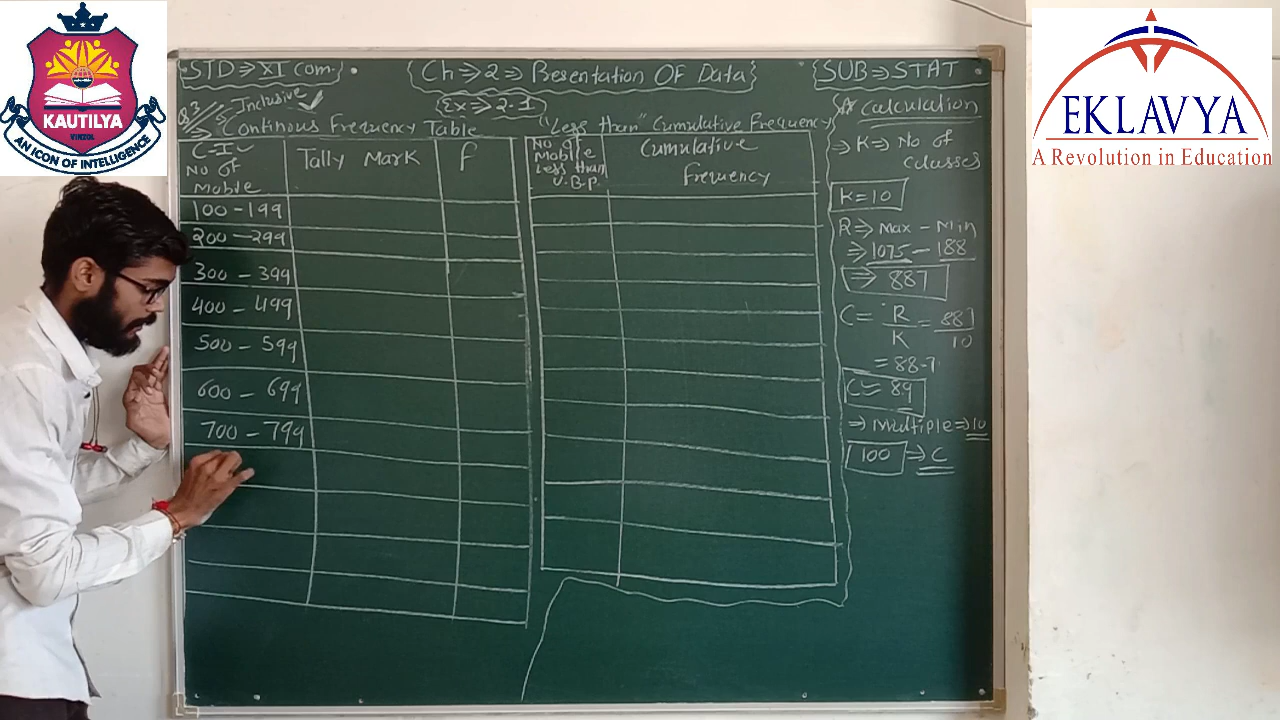 KAUTILYA
VINZOL
AN ICON OF INTELLIGENCE
EKLAVYA
A Revolution in Education
STD ⇒ XI Com.
Ch ⇒ 2 ⇒ Presentation OF Data
SUB ⇒ STAT
Q3
Inclusive ✓
Ex ⇒ 2.1
⇒ Continous Frequency Table
"Less than" Cumulative Frequency
C-I
No of
Mobile
Tally Mark
f
No of
Mobile
Less than
U.B.P.
Cumulative
frequency
100 - 199
200 - 299
300 - 399
400 - 499
500 - 599
600 - 699
700 - 799
Calculation
⇒ K ⇒ No of
Classes
K = 10
R ⇒ Max - Min
⇒ 1075 - 188
⇒ 887
C = R/K = 887/10
= 88.7
C = 89
⇒ Multiple ⇒ 10
100 ⇒ C